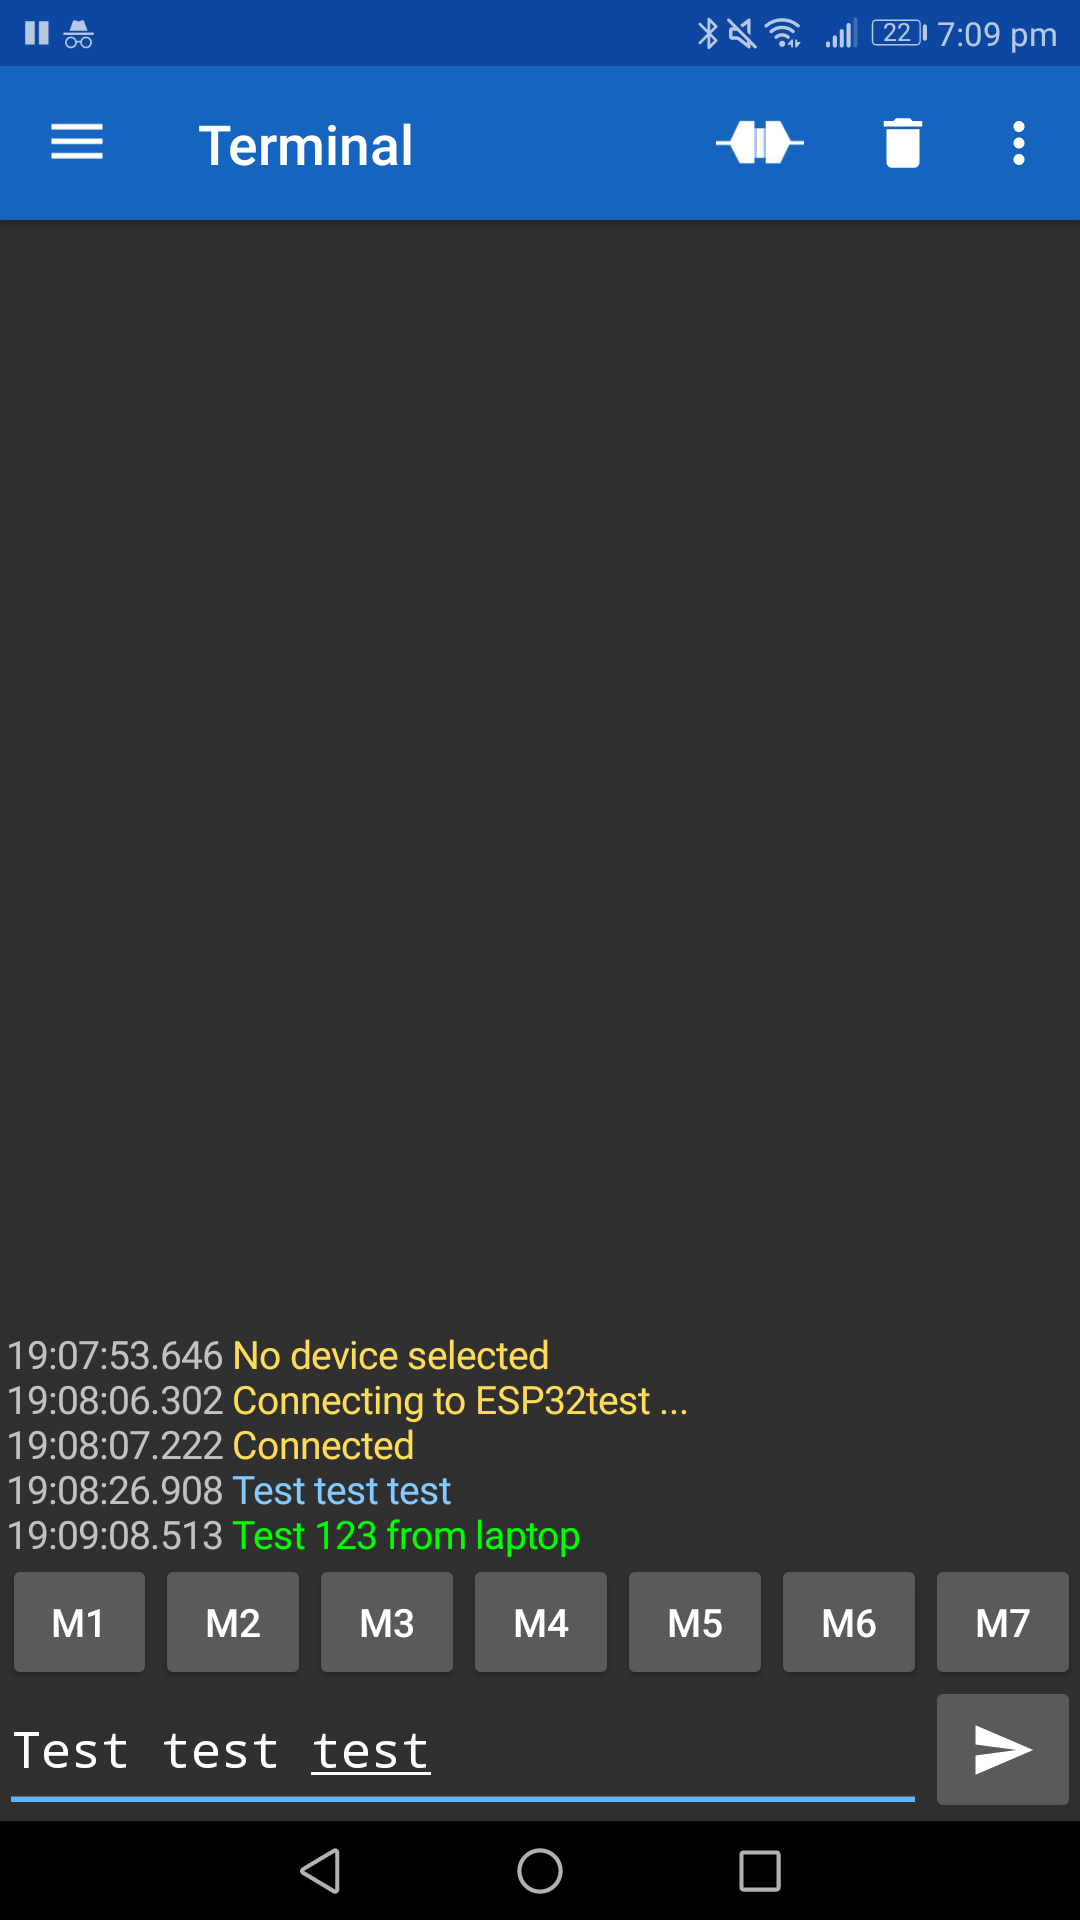 22 7:09 pm
Terminal
19:07:53.646 No device selected
19:08:06.302 Connecting to ESP32test ...
19:08:07.222 Connected
19:08:26.908 Test test test
19:09:08.513 Test 123 from laptop
M1 M2 M3 M4 M5 M6 M7
Test test test